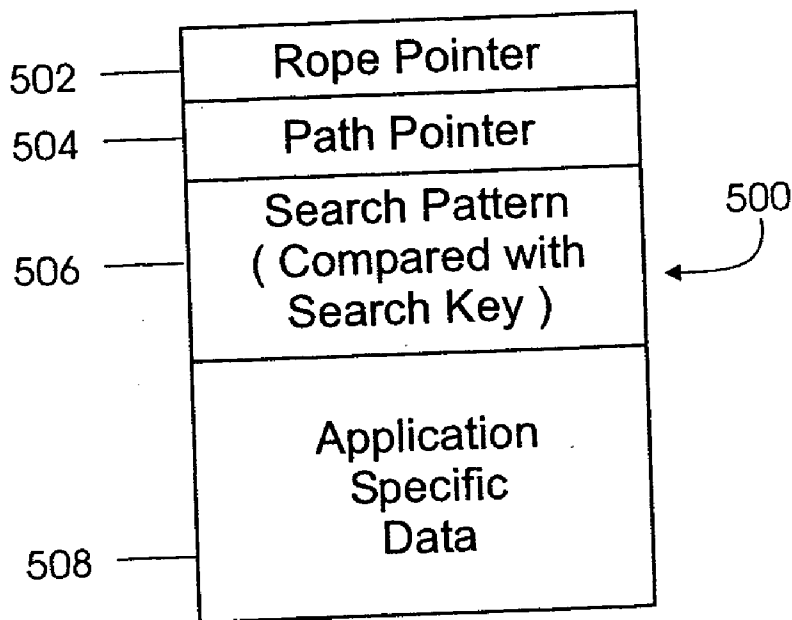 502
Rope Pointer
504
Path Pointer
506
Search Pattern
( Compared with
Search Key )
500
508
Application
Specific
Data